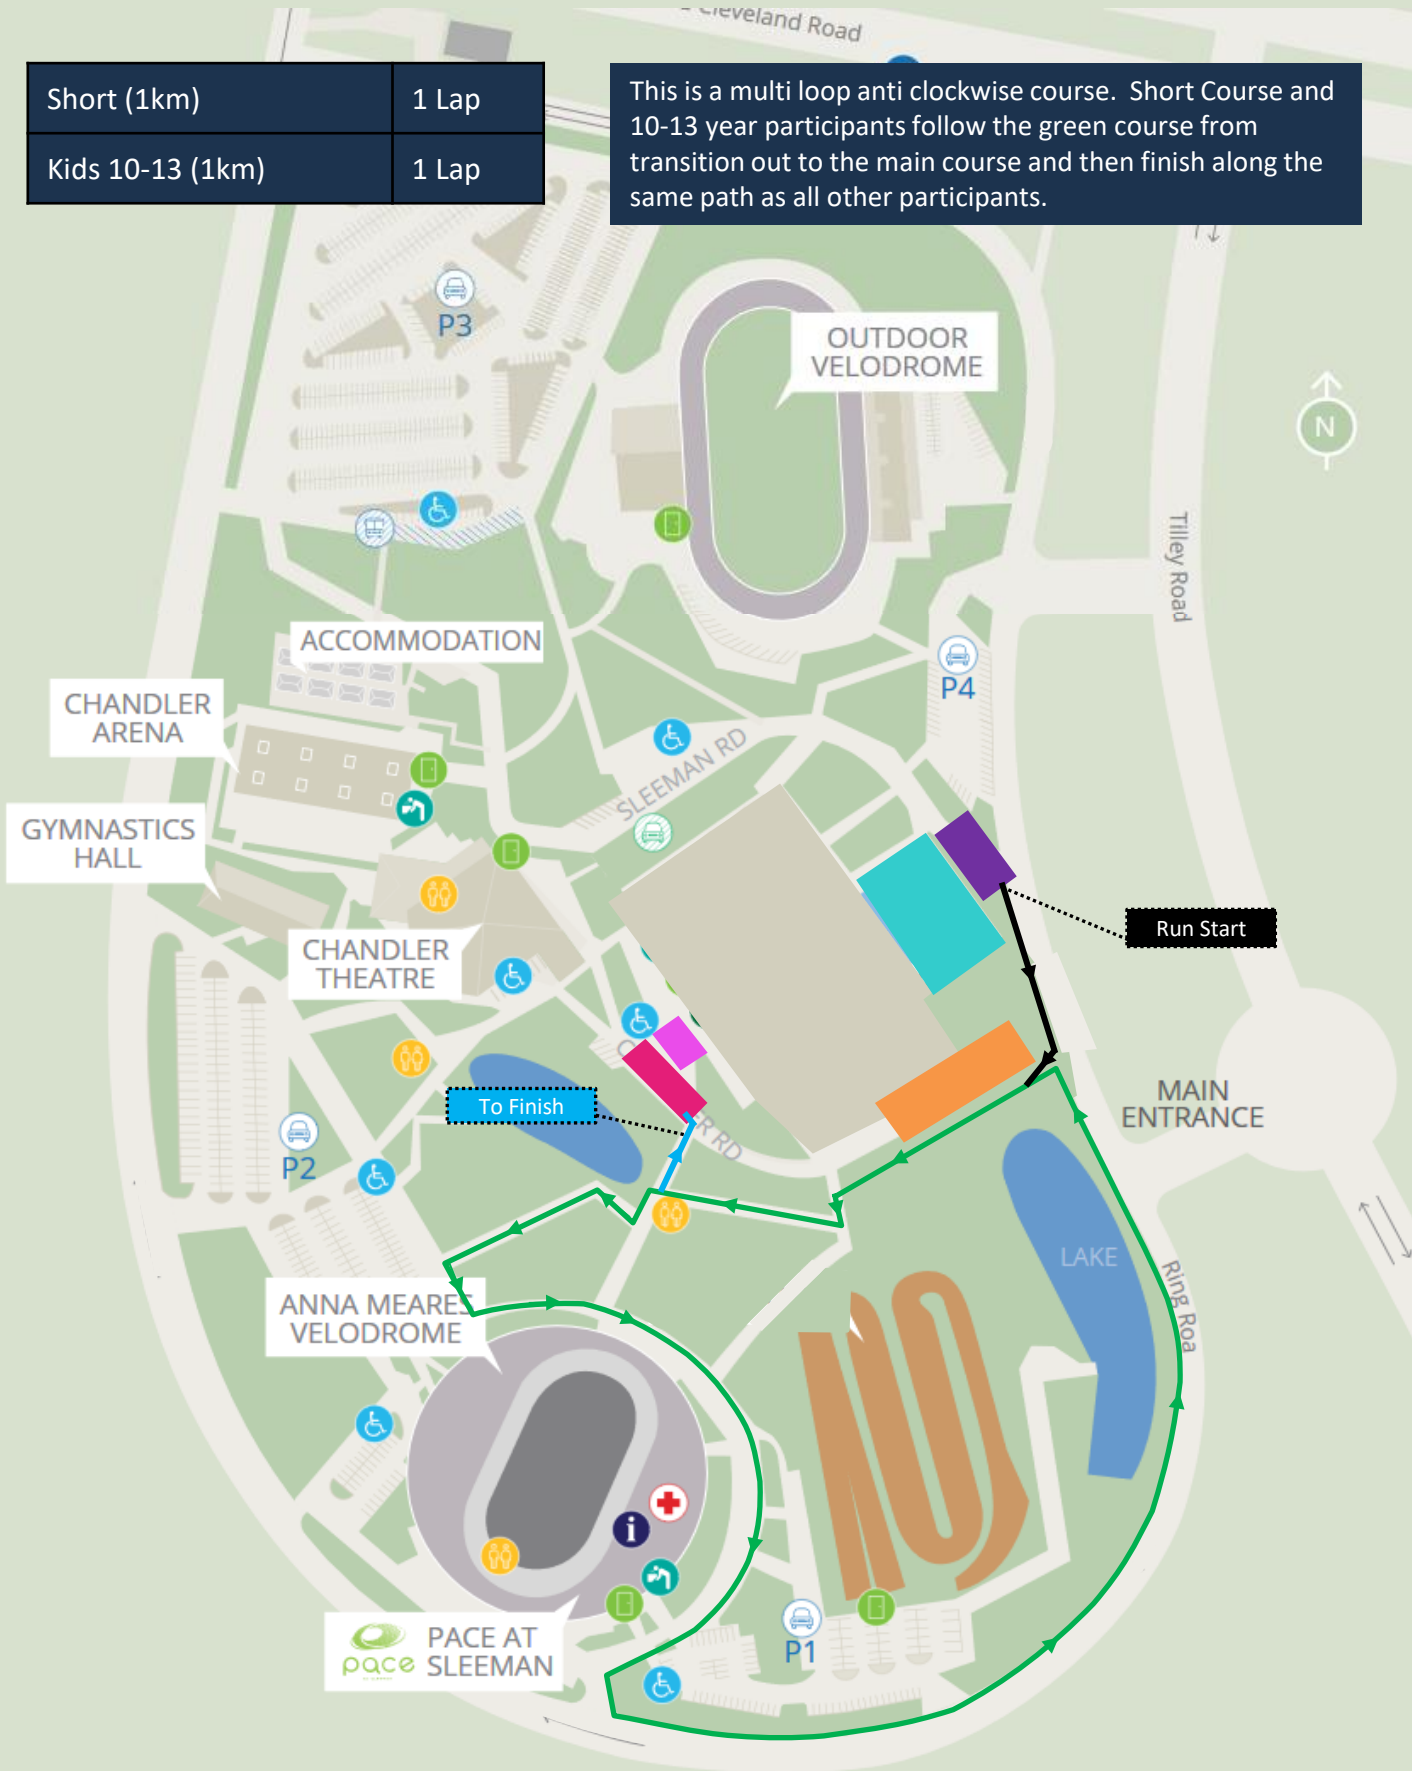 Cleveland Road
Short (1km) 1 Lap
Kids 10-13 (1km) 1 Lap
This is a multi loop anti clockwise course. Short Course and
10-13 year participants follow the green course from
transition out to the main course and then finish along the
same path as all other participants.
P3
OUTDOOR
VELODROME
N
Tilley Road
ACCOMMODATION
P4
CHANDLER
ARENA
SLEEMAN RD
GYMNASTICS
HALL
Run Start
CHANDLER
THEATRE
To Finish
ER RD
MAIN
ENTRANCE
P2
LAKE
Ring Roa
ANNA MEARES
VELODROME
i
P1
pace
PACE AT
SLEEMAN